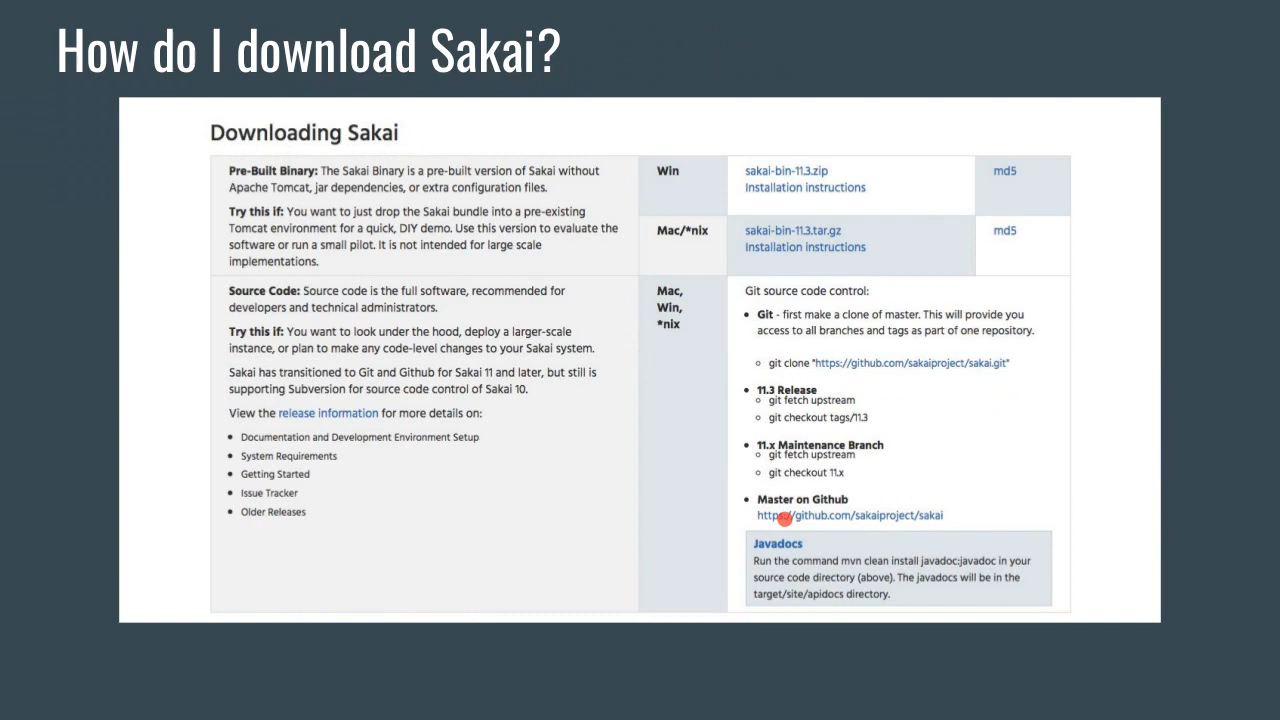 How do I download Sakai?
Downloading Sakai
Pre-Built Binary: The Sakai Binary is a pre-built version of Sakai without
Apache Tomcat, jar dependencies, or extra configuration files.
Try this if: You want to just drop the Sakai bundle into a pre-existing
Tomcat environment for a quick, DIY demo. Use this version to evaluate the
software or run a small pilot. It is not intended for large scale
implementations.
Win
sakai-bin-11.3.zip
Installation instructions
md5
Mac/*nix
sakai-bin-11.3.tar.gz
Installation instructions
md5
Source Code: Source code is the full software, recommended for
developers and technical administrators.
Try this if: You want to look under the hood, deploy a larger-scale
instance, or plan to make any code-level changes to your Sakai system.
Sakai has transitioned to Git and Github for Sakai 11 and later, but still is
supporting Subversion for source code control of Sakai 10.
View the release information for more details on:
Documentation and Development Environment Setup
System Requirements
Getting Started
Issue Tracker
Older Releases
Mac,
Win,
*nix
Git source code control:
Git - first make a clone of master. This will provide you
access to all branches and tags as part of one repository.
git clone "https://github.com/sakaiproject/sakai.git"
11.3 Release
git fetch upstream
git checkout tags/11.3
11.x Maintenance Branch
git fetch upstream
git checkout 11.x
Master on Github
https://github.com/sakaiproject/sakai
Javadocs
Run the command mvn clean install javadoc:javadoc in your
source code directory (above). The javadocs will be in the
target/site/apidocs directory.